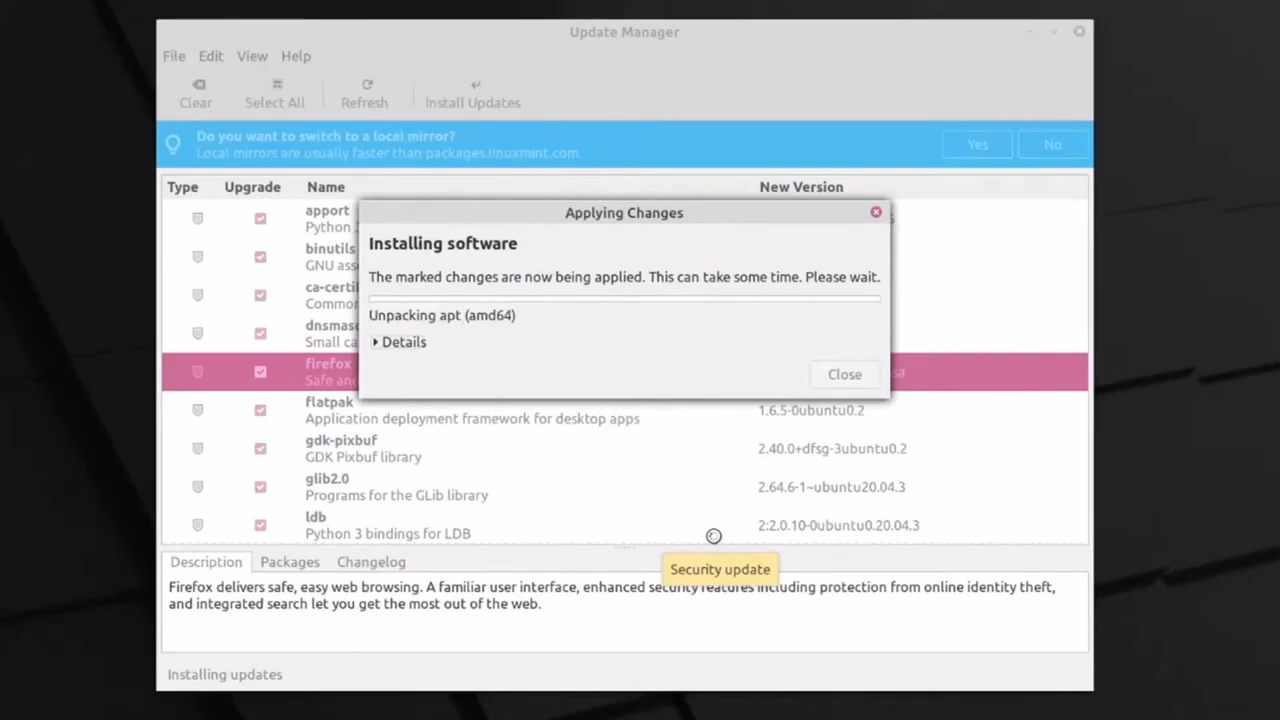 Update Manager
File Edit View Help
Clear Select All Refresh Install Updates
Do you want to switch to a local mirror?
Local mirrors are usually faster than packages.linuxmint.com.
Yes No
Type Upgrade Name New Version
apport
Python 3
Applying Changes
Installing software
The marked changes are now being applied. This can take some time. Please wait.
Unpacking apt (amd64)
Details
Close
binutils
GNU
Common
Small
firefox
Safe
flatpak
Application deployment framework for desktop apps
1.6.5-0ubuntu0.2
gdk-pixbuf
GDK Pixbuf library
2.40.0+dfsg-3ubuntu0.2
glib2.0
Programs for the GLib library
2.64.6-1~ubuntu20.04.3
ldb
Python 3 bindings for LDB
2:2.0.10-0ubuntu0.20.04.3
Description Packages Changelog
Security update
Firefox delivers safe, easy web browsing. A familiar user interface, enhanced security features including protection from online identity theft,
and integrated search let you get the most out of the web.
Installing updates